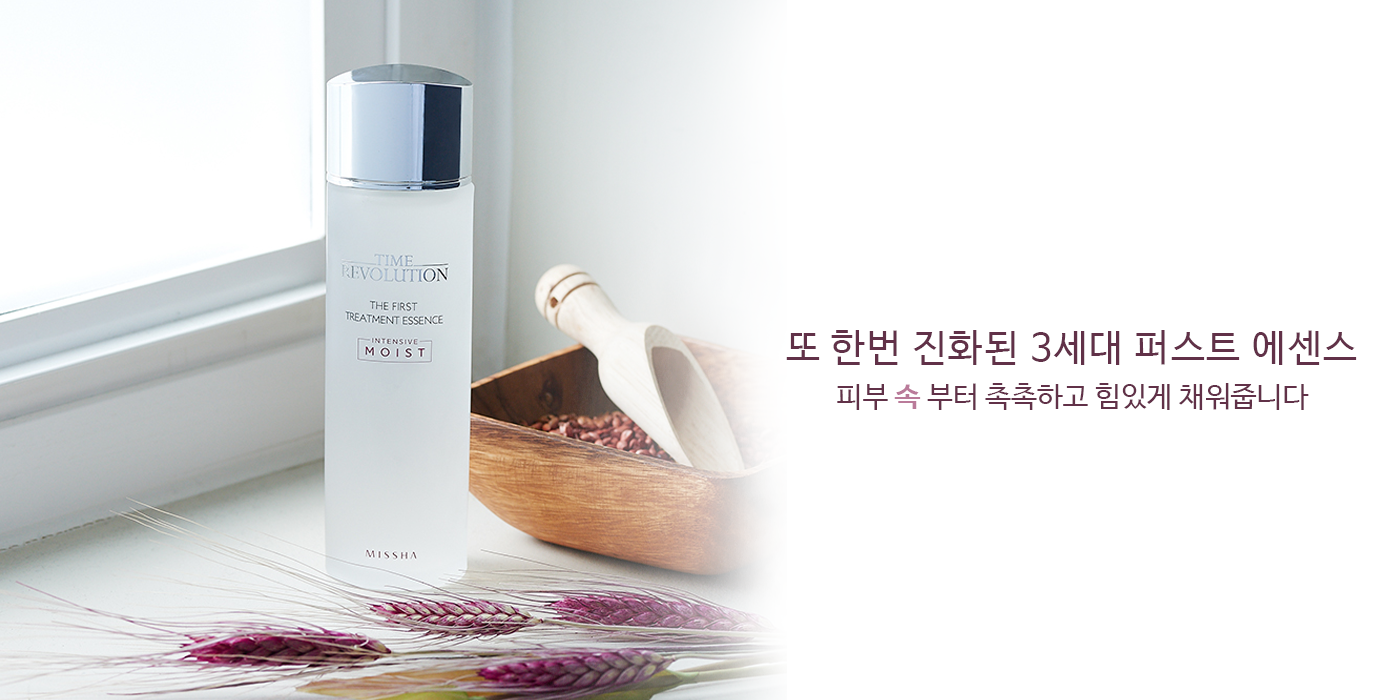 TIME
REVOLUTION
THE FIRST
TREATMENT ESSENCE
INTENSIVE
MOIST
MISSHA
또 한번 진화된 3세대 퍼스트 에센스
피부 속 부터 촉촉하고 힘있게 채워줍니다